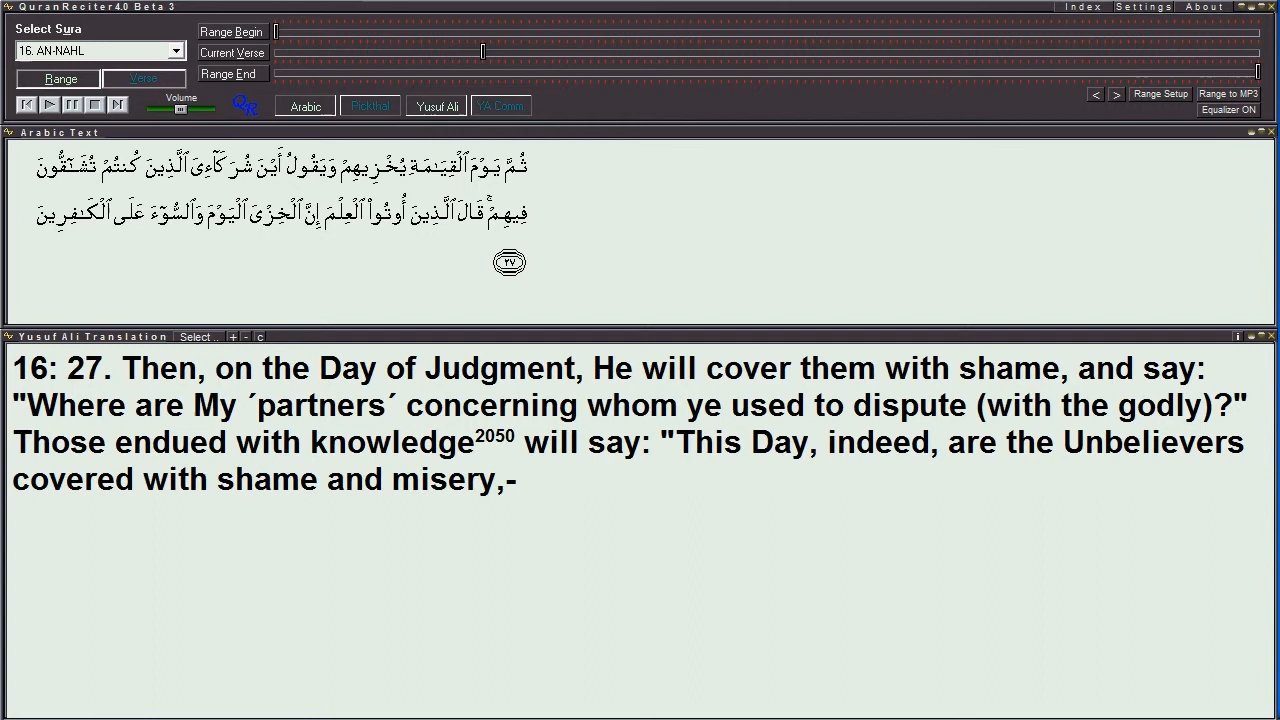 QuranReciter4.0 Beta 3
Index Settings About
Select Sura
16. AN-NAHL
Range Verse
Volume
Range Begin
Current Verse
Range End
Arabic Pickthal Yusuf Ali YA Comm
< > Range Setup Range to MP3
Equalizer ON
Arabic Text
ثُمَّ يَوْمَ ٱلْقِيَـٰمَةِ يُخْزِيهِمْ وَيَقُولُ أَيْنَ شُرَكَآءِىَ ٱلَّذِينَ كُنتُمْ تُشَـٰٓقُّونَ
فِيهِمْ ۚ قَالَ ٱلَّذِينَ أُوتُوا۟ ٱلْعِلْمَ إِنَّ ٱلْخِزْىَ ٱلْيَوْمَ وَٱلسُّوٓءَ عَلَى ٱلْكَـٰفِرِينَ
٢٧
Yusuf Ali Translation Select .. + - c i
16: 27. Then, on the Day of Judgment, He will cover them with shame, and say:
"Where are My ´partners´ concerning whom ye used to dispute (with the godly)?"
Those endued with knowledge2050 will say: "This Day, indeed, are the Unbelievers
covered with shame and misery,-